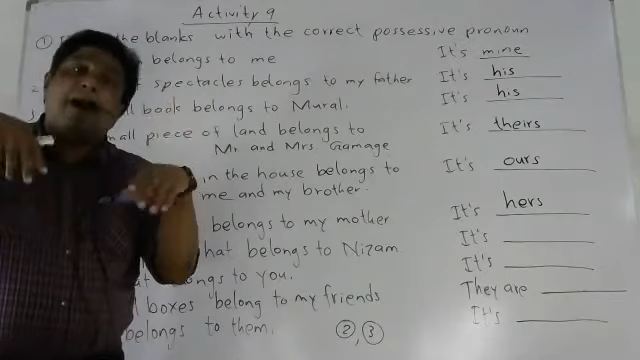 Activity 9
① the blanks with the correct possessive pronoun
belongs to me It's mine
spectacles belongs to my father It's his
book belongs to Mural. It's his
small piece of land belongs to It's theirs
Mr. and Mrs Gamage
in the house belongs to It's ours
me and my brother.
belongs to my mother It's hers
hat belongs to Nizam It's
belongs to you. It's
boxes belong to my friends They are
belongs to them. It's
②, ③